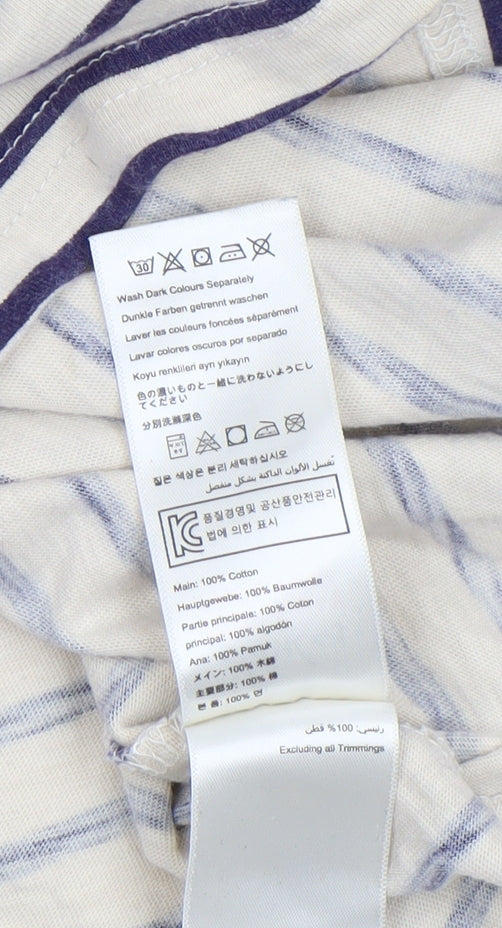 30
Wash Dark Colours Separately
Dunkle Farben getrennt waschen
Laver les couleurs foncées séparément
Lavar colores oscuros por separado
Koyu renklileri ayrı yıkayın
色の濃いものと一緒に洗わないようにし
てください
分別洗滌深色
짙은 색상은 분리 세탁하십시오
تغسل الألوان الداكنة بشكل منفصل
품질경영및 공산품안전관리
법에 의한 표시
Main: 100% Cotton
Hauptgewebe: 100% Baumwolle
Partie principale: 100% Coton
principal: 100% algodón
Ana: 100% Pamuk
メイン: 100% 木綿
主要部分: 100% 棉
본 품: 100% 면
رئيسي: 100% قطن
Excluding all Trimmings